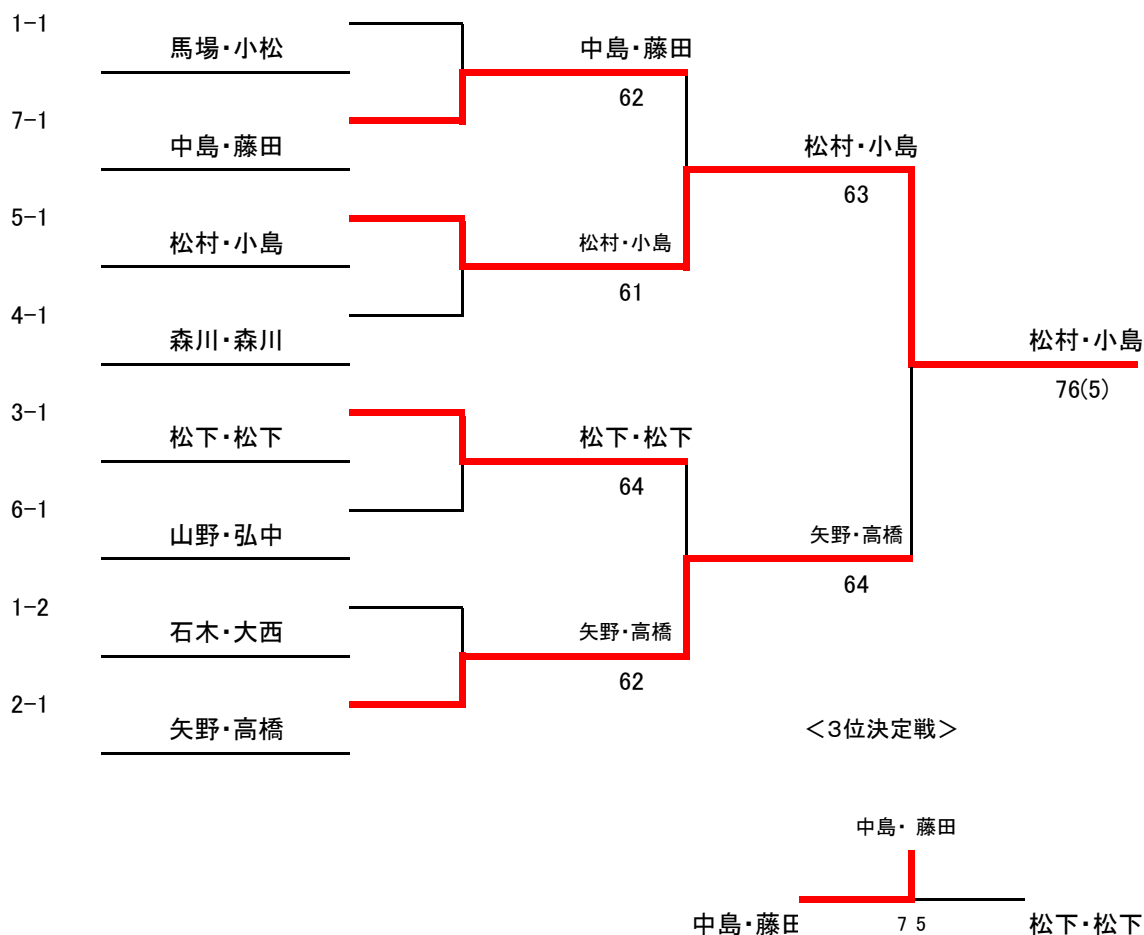 1-1
馬場・小松
中島・藤田
62
7-1
中島・藤田
松村・小島
63
5-1
松村・小島
松村・小島
61
4-1
森川・森川
松村・小島
76(5)
3-1
松下・松下
松下・松下
64
6-1
山野・弘中
矢野・高橋
64
1-2
石木・大西
矢野・高橋
62
2-1
矢野・高橋
＜3位決定戦＞
中島・ 藤田
中島・藤田
7 5
松下・松下